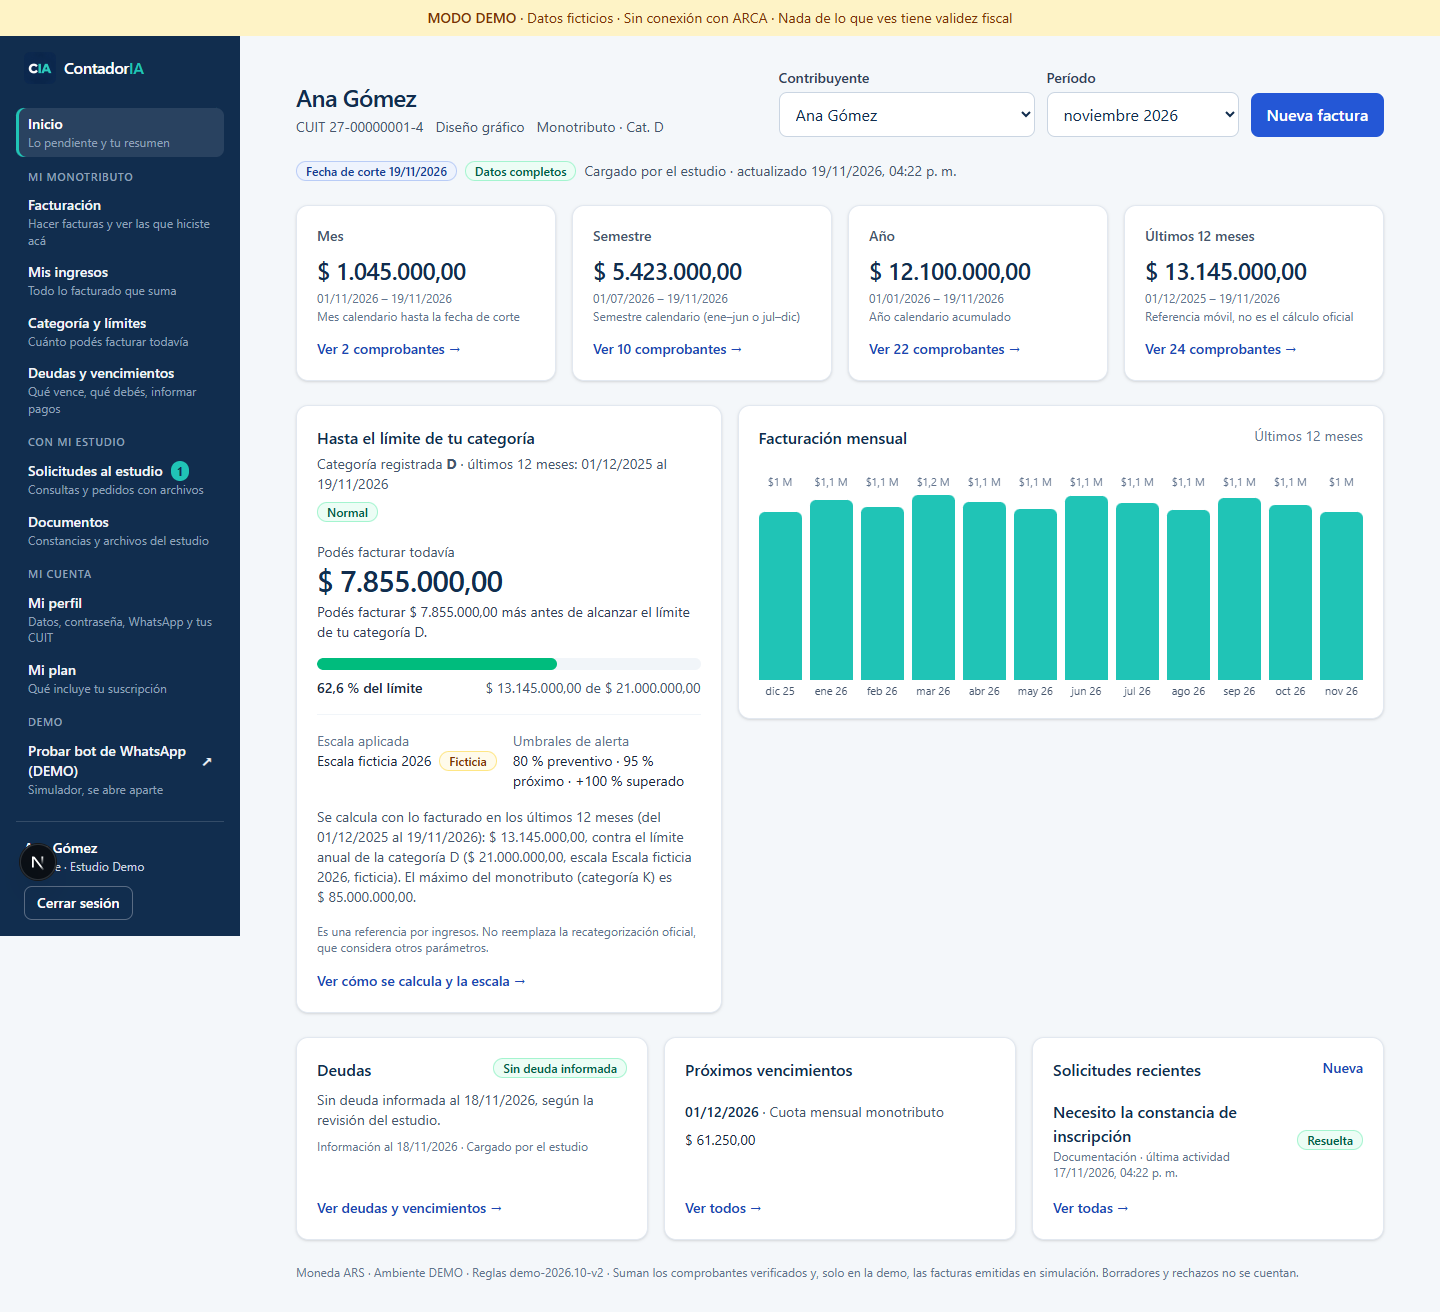 MODO DEMO · Datos ficticios · Sin conexión con ARCA · Nada de lo que ves tiene validez fiscal
CIA ContadorIA
Inicio
Lo pendiente y tu resumen
MI MONOTRIBUTO
Facturación
Hacer facturas y ver las que hiciste
acá
Mis ingresos
Todo lo facturado que suma
Categoría y límites
Cuánto podés facturar todavía
Deudas y vencimientos
Qué vence, qué debés, informar
pagos
CON MI ESTUDIO
Solicitudes al estudio 1
Consultas y pedidos con archivos
Documentos
Constancias y archivos del estudio
MI CUENTA
Mi perfil
Datos, contraseña, WhatsApp y tus
CUIT
Mi plan
Qué incluye tu suscripción
DEMO
Probar bot de WhatsApp
(DEMO) ↗
Simulador, se abre aparte
Gómez
N
e · Estudio Demo
Cerrar sesión
Ana Gómez
CUIT 27-00000001-4 Diseño gráfico Monotributo · Cat. D
Contribuyente
Ana Gómez
Período
noviembre 2026
Nueva factura
Fecha de corte 19/11/2026 Datos completos Cargado por el estudio · actualizado 19/11/2026, 04:22 p. m.
Mes
$ 1.045.000,00
01/11/2026 – 19/11/2026
Mes calendario hasta la fecha de corte
Ver 2 comprobantes →
Semestre
$ 5.423.000,00
01/07/2026 – 19/11/2026
Semestre calendario (ene–jun o jul–dic)
Ver 10 comprobantes →
Año
$ 12.100.000,00
01/01/2026 – 19/11/2026
Año calendario acumulado
Ver 22 comprobantes →
Últimos 12 meses
$ 13.145.000,00
01/12/2025 – 19/11/2026
Referencia móvil, no es el cálculo oficial
Ver 24 comprobantes →
Hasta el límite de tu categoría
Categoría registrada D · últimos 12 meses: 01/12/2025 al
19/11/2026
Normal
Podés facturar todavía
$ 7.855.000,00
Podés facturar $ 7.855.000,00 más antes de alcanzar el límite
de tu categoría D.
62,6 % del límite $ 13.145.000,00 de $ 21.000.000,00
Escala aplicada
Escala ficticia 2026 Ficticia
Umbrales de alerta
80 % preventivo · 95 %
próximo · +100 % superado
Se calcula con lo facturado en los últimos 12 meses (del
01/12/2025 al 19/11/2026): $ 13.145.000,00, contra el límite
anual de la categoría D ($ 21.000.000,00, escala Escala ficticia
2026, ficticia). El máximo del monotributo (categoría K) es
$ 85.000.000,00.
Es una referencia por ingresos. No reemplaza la recategorización oficial,
que considera otros parámetros.
Ver cómo se calcula y la escala →
Facturación mensual Últimos 12 meses
$1 M $1,1 M $1,1 M $1,2 M $1,1 M $1,1 M $1,1 M $1,1 M $1,1 M $1,1 M $1,1 M $1 M
dic 25 ene 26 feb 26 mar 26 abr 26 may 26 jun 26 jul 26 ago 26 sep 26 oct 26 nov 26
Deudas Sin deuda informada
Sin deuda informada al 18/11/2026, según la
revisión del estudio.
Información al 18/11/2026 · Cargado por el estudio
Ver deudas y vencimientos →
Próximos vencimientos
01/12/2026 · Cuota mensual monotributo
$ 61.250,00
Ver todos →
Solicitudes recientes Nueva
Necesito la constancia de
inscripción
Resuelta
Documentación · última actividad
17/11/2026, 04:22 p. m.
Ver todas →
Moneda ARS · Ambiente DEMO · Reglas demo-2026.10-v2 · Suman los comprobantes verificados y, solo en la demo, las facturas emitidas en simulación. Borradores y rechazos no se cuentan.